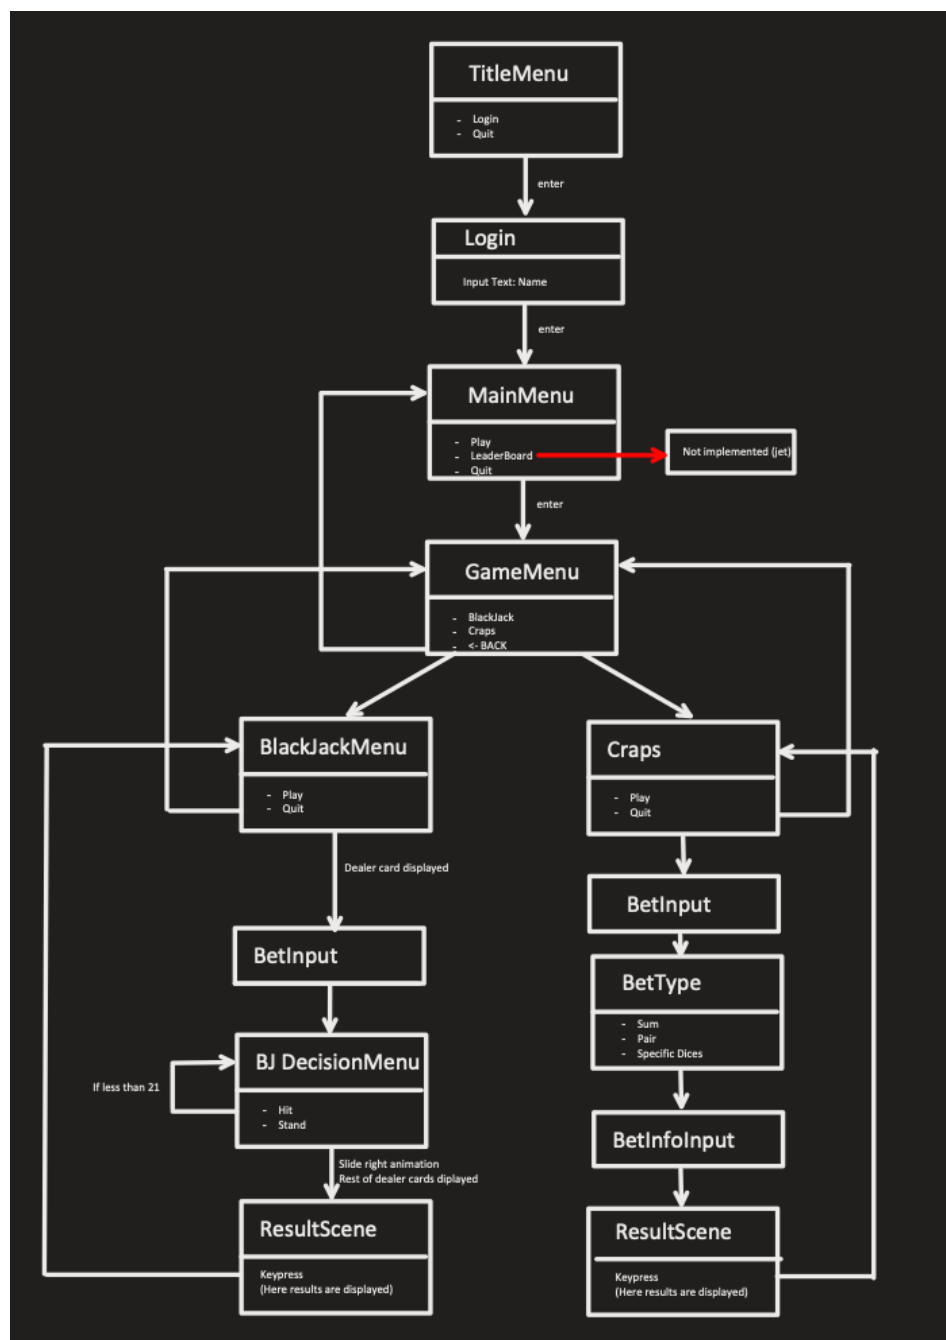 TitleMenu
- Login
- Quit
enter
Login
Input Text: Name
enter
MainMenu
- Play
- LeaderBoard
- Quit
Not implemented (jet)
enter
GameMenu
- BlackJack
- Craps
- <- BACK
BlackJackMenu
- Play
- Quit
Dealer card displayed
BetInput
BJ DecisionMenu
- Hit
- Stand
If less than 21
Slide right animation
Rest of dealer cards diplayed
ResultScene
Keypress
(Here results are displayed)
Craps
- Play
- Quit
BetInput
BetType
- Sum
- Pair
- Specific Dices
BetInfoInput
ResultScene
Keypress
(Here results are displayed)